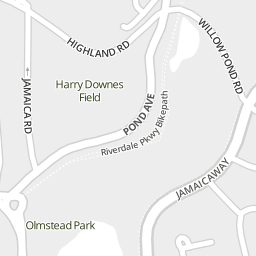 HIGHLAND RD
WILLOW POND RD
JAMAICA RD
Harry Downes
Field
POND AVE
Riverdale Pkwy Bikepath
JAMAICAWAY
Olmstead Park